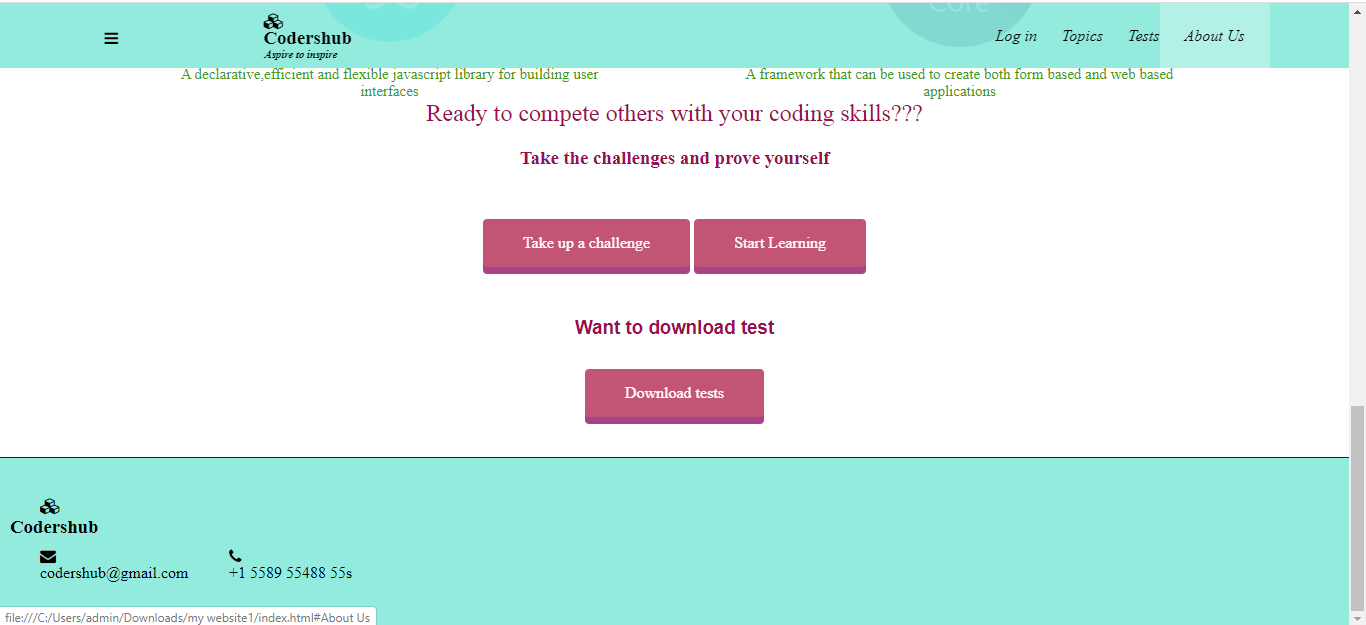 Core
Codershub
Aspire to inspire
Log in Topics Tests About Us
A declarative,efficient and flexible javascript library for building user
interfaces
A framework that can be used to create both form based and web based
applications
Ready to compete others with your coding skills???
Take the challenges and prove yourself
Take up a challenge Start Learning
Want to download test
Download tests
Codershub
codershub@gmail.com +1 5589 55488 55s
file:///C:/Users/admin/Downloads/my website1/index.html#About Us